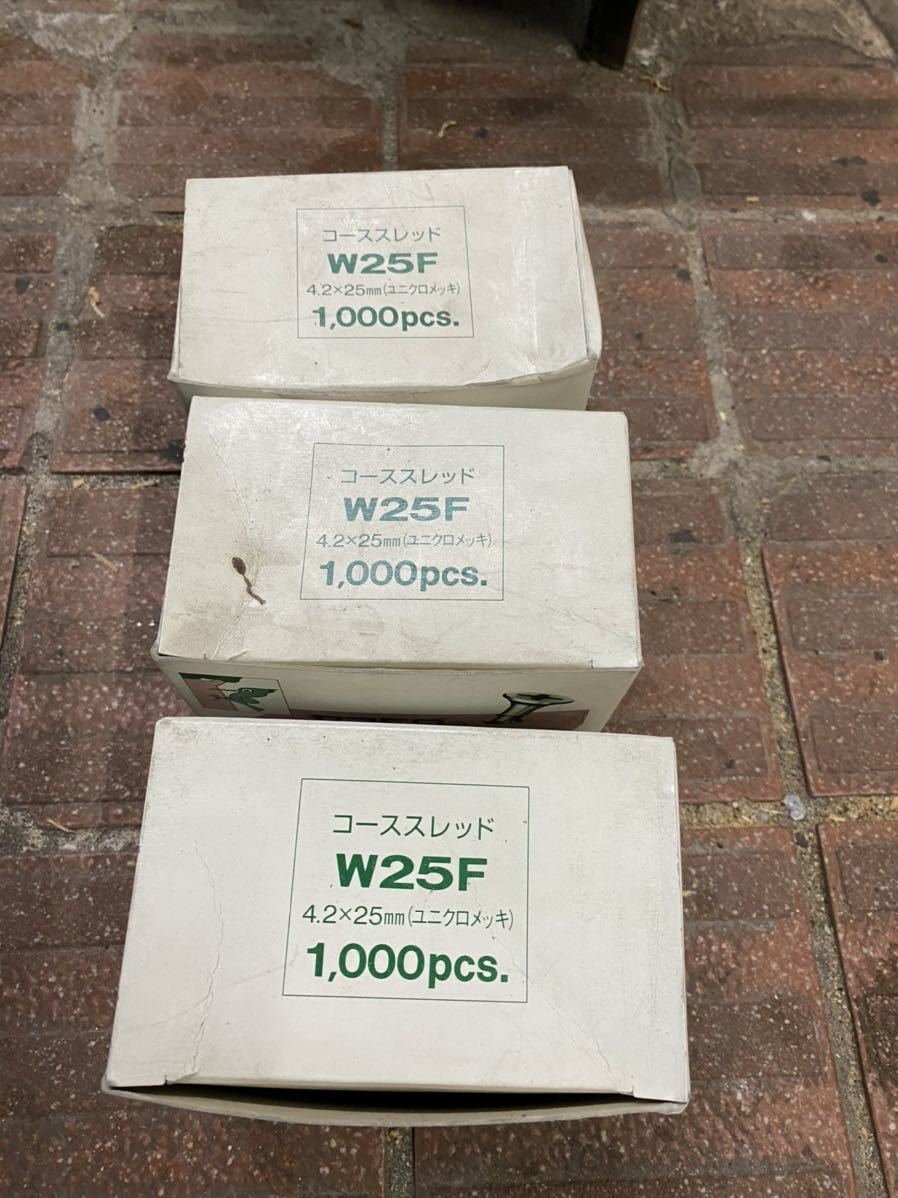 コーススレッド
W25F
4.2×25mm(ユニクロメッキ)
1,000pcs.
コーススレッド
W25F
4.2×25mm(ユニクロメッキ)
1,000pcs.
コーススレッド
W25F
4.2×25mm(ユニクロメッキ)
1,000pcs.